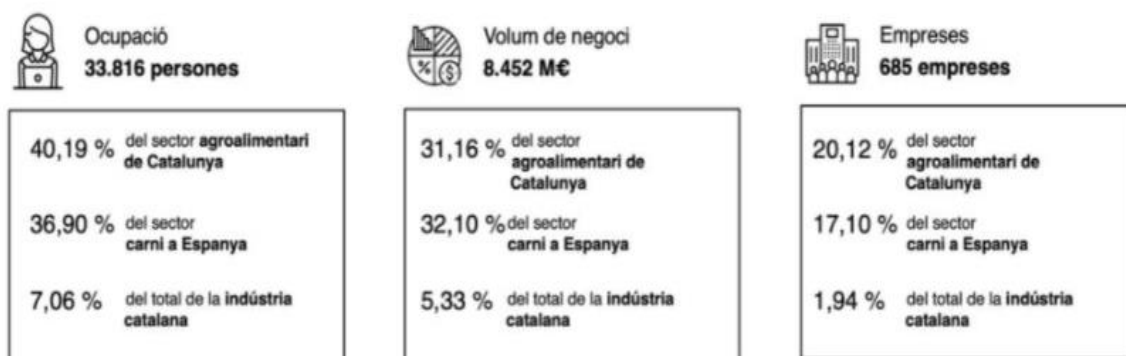 Ocupació
33.816 persones
40,19 % del sector agroalimentari
de Catalunya
36,90 % del sector
carni a Espanya
7,06 % del total de la indústria
catalana
Volum de negoci
8.452 M€
31,16 % del sector
agroalimentari de
Catalunya
32,10 % del sector
carni a Espanya
5,33 % del total de la indústria
catalana
Empreses
685 empreses
20,12 % del sector
agroalimentari de
Catalunya
17,10 % del sector
carni a Espanya
1,94 % del total de la indústria
catalana